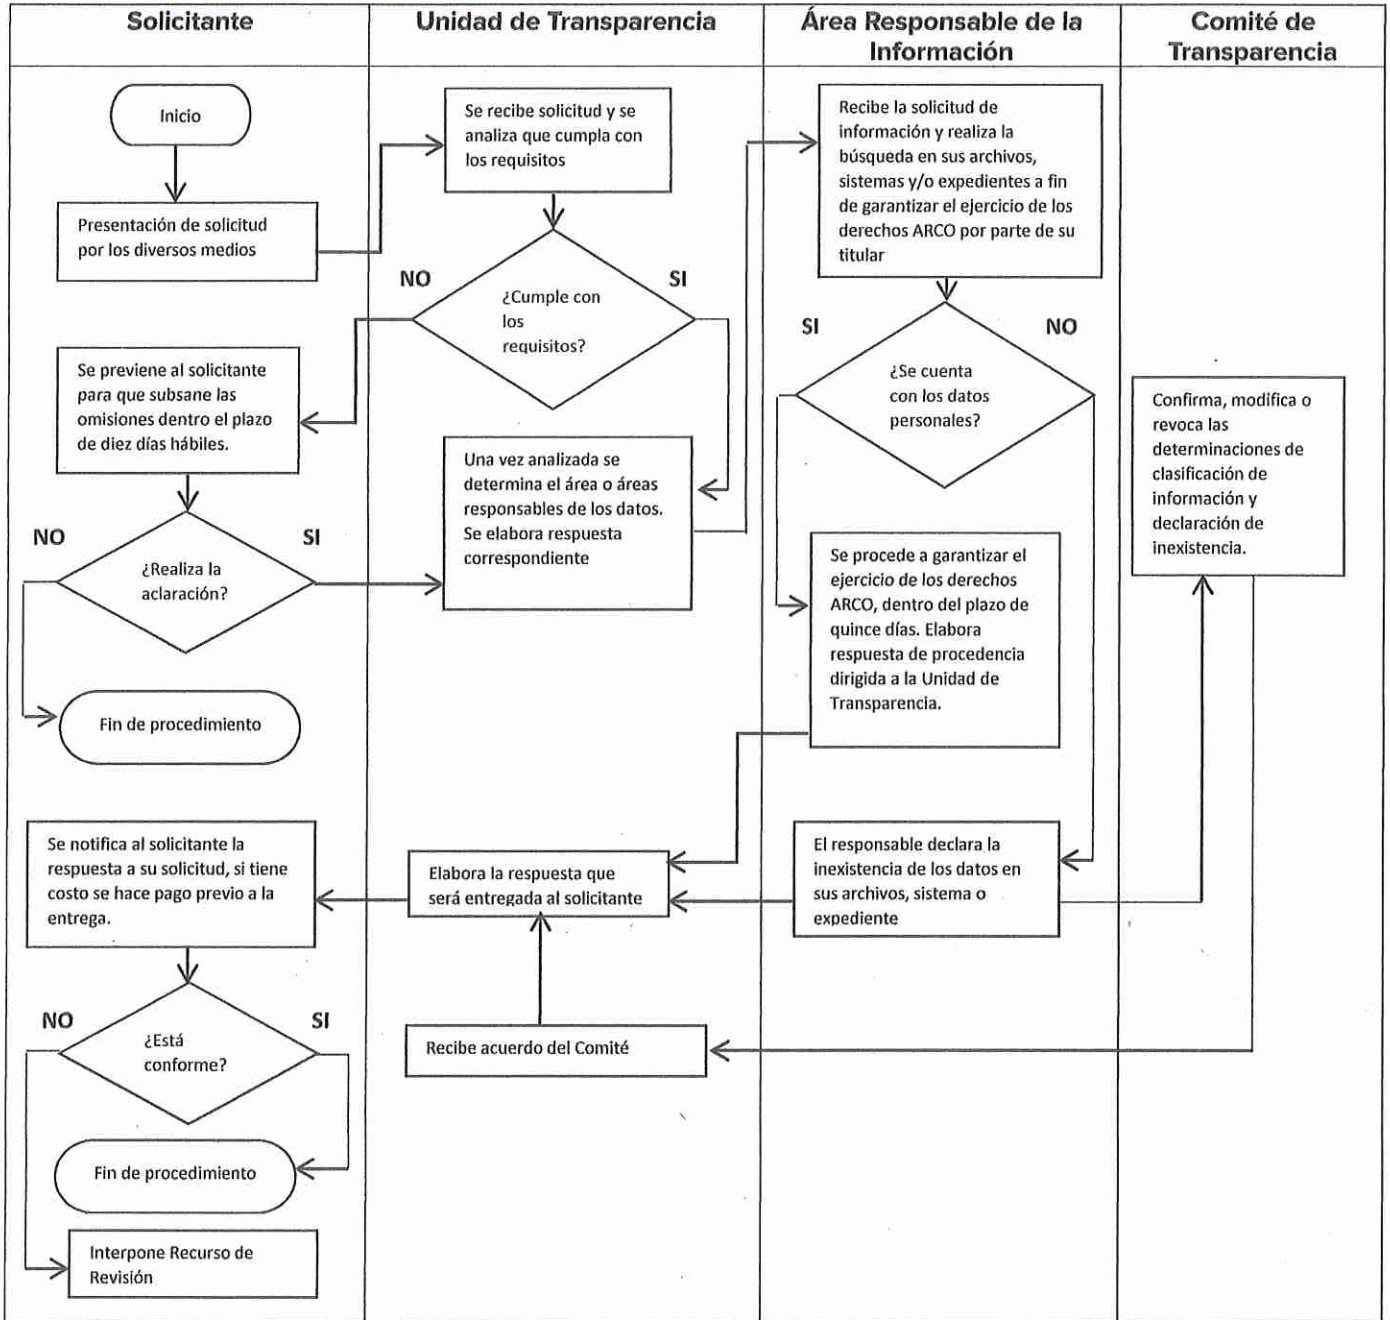 Solicitante
Unidad de Transparencia
Área Responsable de la
Información
Comité de
Transparencia
Inicio
Presentación de solicitud
por los diversos medios
Se previene al solicitante
para que subsane las
omisiones dentro el plazo
de diez días hábiles.
NO
SI
¿Realiza la
aclaración?
Fin de procedimiento
Se notifica al solicitante la
respuesta a su solicitud, si tiene
costo se hace pago previo a la
entrega.
NO
SI
¿Está
conforme?
Fin de procedimiento
Interpone Recurso de
Revisión
Se recibe solicitud y se
analiza que cumpla con
los requisitos
NO
SI
¿Cumple con
los
requisitos?
Una vez analizada se
determina el área o áreas
responsables de los datos.
Se elabora respuesta
correspondiente
Elabora la respuesta que
será entregada al solicitante
Recibe acuerdo del Comité
Recibe la solicitud de
información y realiza la
búsqueda en sus archivos,
sistemas y/o expedientes a fin
de garantizar el ejercicio de los
derechos ARCO por parte de su
titular
SI
NO
¿Se cuenta
con los datos
personales?
Se procede a garantizar el
ejercicio de los derechos
ARCO, dentro del plazo de
quince días. Elabora
respuesta de procedencia
dirigida a la Unidad de
Transparencia.
El responsable declara la
inexistencia de los datos en
sus archivos, sistema o
expediente
Confirma, modifica o
revoca las
determinaciones de
clasificación de
información y
declaración de
inexistencia.